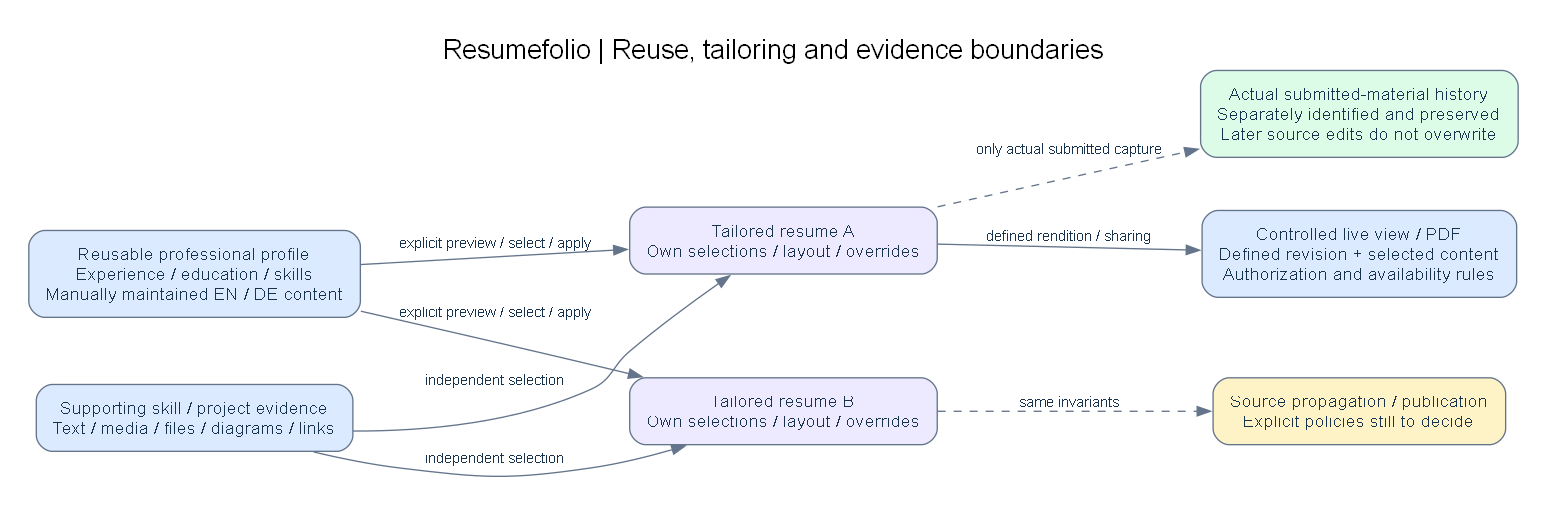 Resumefolio | Reuse, tailoring and evidence boundaries
Actual submitted-material history
Separately identified and preserved
Later source edits do not overwrite
only actual submitted capture
Reusable professional profile
Experience / education / skills
Manually maintained EN / DE content
explicit preview / select / apply
Tailored resume A
Own selections / layout / overrides
defined rendition / sharing
Controlled live view / PDF
Defined revision + selected content
Authorization and availability rules
explicit preview / select / apply
independent selection
Supporting skill / project evidence
Text / media / files / diagrams / links
independent selection
Tailored resume B
Own selections / layout / overrides
same invariants
Source propagation / publication
Explicit policies still to decide